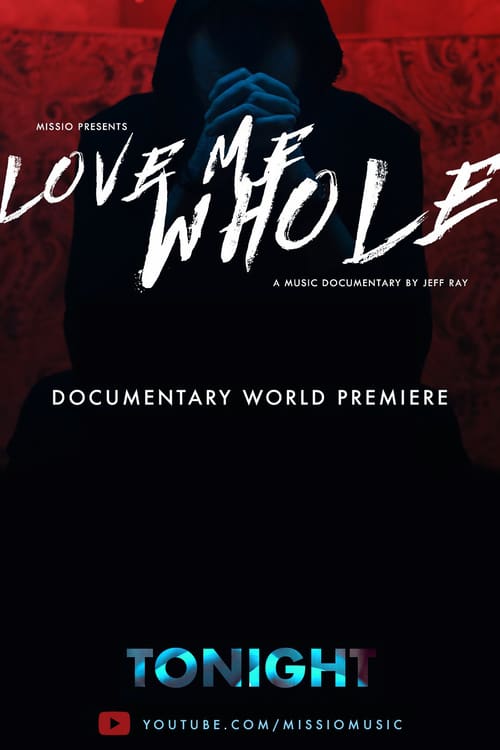 MISSIO PRESENTS
LOVE ME
WHOLE
A MUSIC DOCUMENTARY BY JEFF RAY
DOCUMENTARY WORLD PREMIERE
TONIGHT
YOUTUBE.COM/MISSIOMUSIC